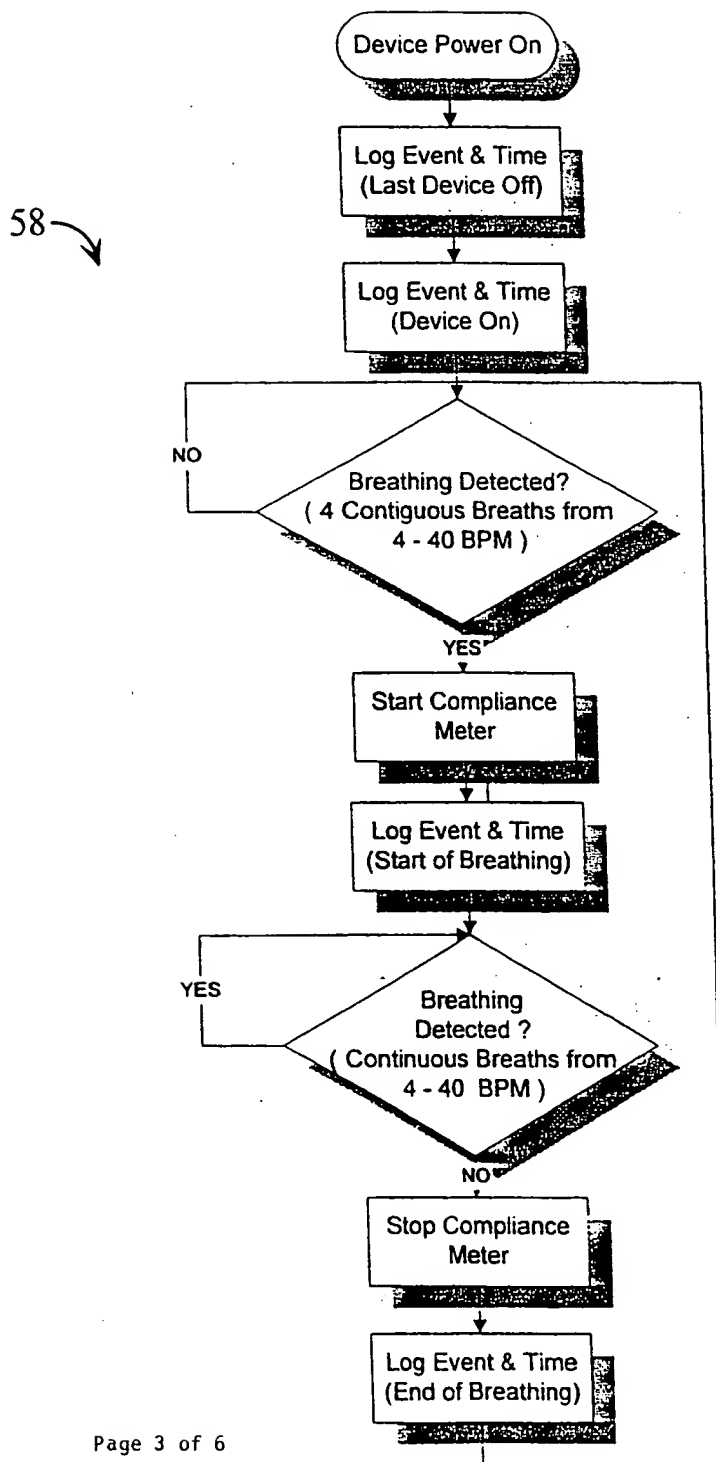 Device Power On
Log Event & Time
(Last Device Off)
58
Log Event & Time
(Device On)
NO
Breathing Detected?
( 4 Contiguous Breaths from
4 - 40 BPM )
YES
Start Compliance
Meter
Log Event & Time
(Start of Breathing)
YES
Breathing
Detected ?
( Continuous Breaths from
4 - 40 BPM )
NO
Stop Compliance
Meter
Log Event & Time
(End of Breathing)
Page 3 of 6